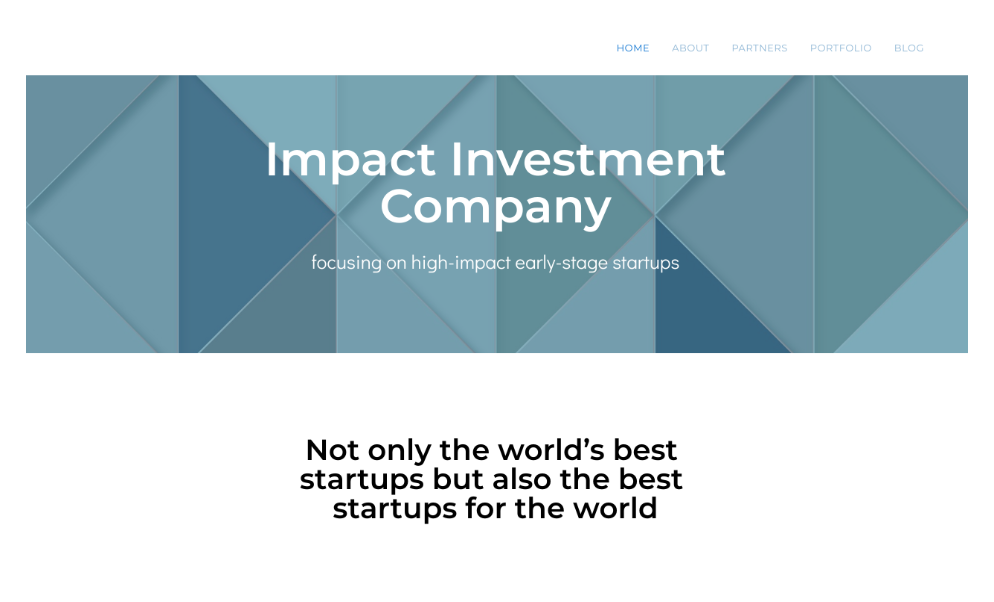 HOME ABOUT PARTNERS PORTFOLIO BLOG
Impact Investment
Company
focusing on high-impact early-stage startups
Not only the world’s best
startups but also the best
startups for the world